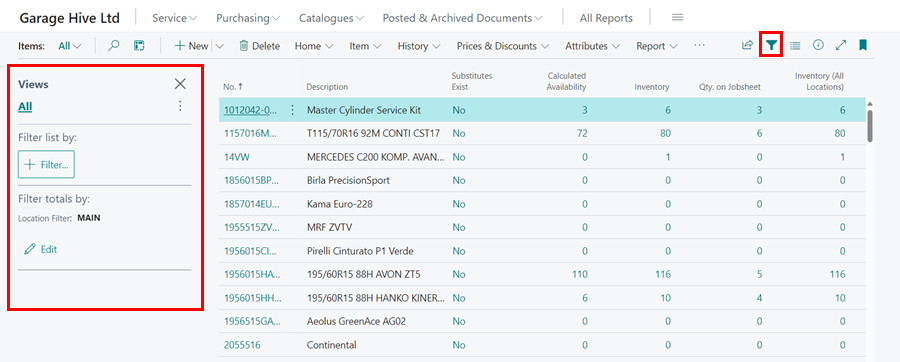 Garage Hive Ltd Service Purchasing Catalogues Posted & Archived Documents All Reports
Items: All New Delete Home Item History Prices & Discounts Attributes Report ...
Views
All
Filter list by:
+ Filter...
Filter totals by:
Location Filter: MAIN
Edit
No. ↑ Description Substitutes Exist Calculated Availability Inventory Qty. on Jobsheet Inventory (All Locations)
1012042-0... Master Cylinder Service Kit No 3 6 3 6
1157016M... T115/70R16 92M CONTI CST17 No 72 80 6 80
14VW MERCEDES C200 KOMP. AVAN... No 0 1 0 1
1856015BP... Birla PrecisionSport No 0 0 0 0
1857014EU... Kama Euro-228 No 0 0 0 0
1955515ZV... MRF ZVTV No 0 0 0 0
1956015CI... Pirelli Cinturato P1 Verde No 0 0 0 0
1956015HA... 195/60R15 88H AVON ZT5 No 110 116 5 116
1956015HH... 195/60R15 88H HANKO KINER... No 6 10 4 10
1956515GA... Aeolus GreenAce AG02 No 0 0 0 0
2055516 Continental No 0 0 0 0